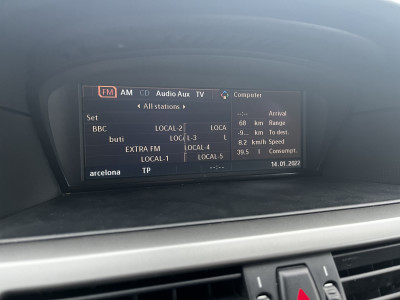 FM AM CD Audio Aux TV
All stations
Set
BBC LOCAL-2 LOCA
buti LOC L-3 L
EXTRA FM LOCAL-4
LOCAL-1 LOCAL-5
arcelona TP --:--
Computer
--:-- Arrival
68 km Range
-- km To dest.
8.2 km/h Speed
39.5 l Consumpt.
14.01.2022